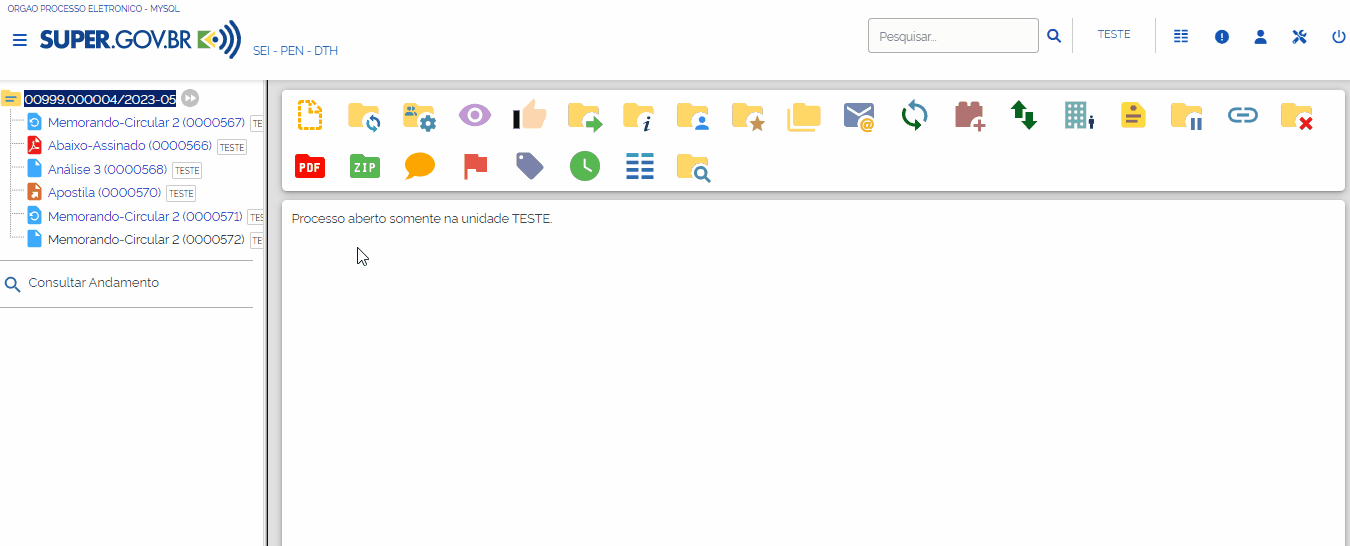 ORGAO PROCESSO ELETRONICO - MYSQL
SUPER.GOV.BR
SEI - PEN - DTH
Pesquisar...
TESTE
00999.000004/2023-05
Memorando-Circular 2 (0000567) TE
Abaixo-Assinado (0000566) TESTE
Análise 3 (0000568) TESTE
Apostila (0000570) TESTE
Memorando-Circular 2 (0000571) TES
Memorando-Circular 2 (0000572) TE
Consultar Andamento
i
@
PDF
ZIP
Processo aberto somente na unidade TESTE.